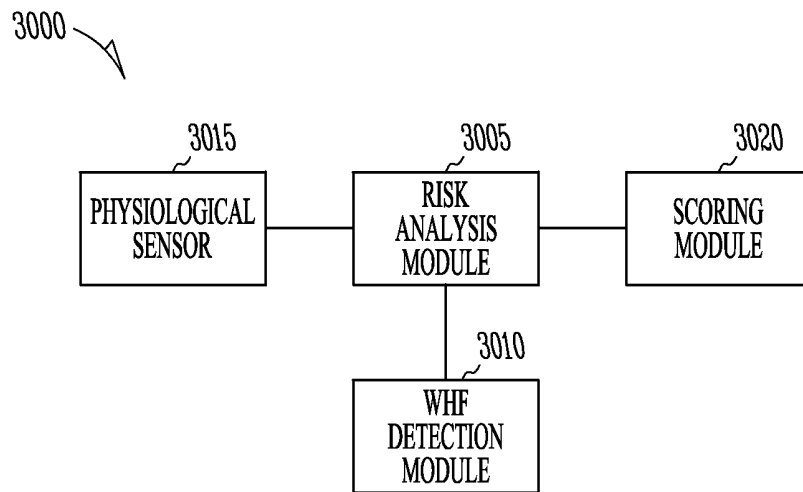 3000
3015
PHYSIOLOGICAL
SENSOR
3005
RISK
ANALYSIS
MODULE
3020
SCORING
MODULE
3010
WHF
DETECTION
MODULE